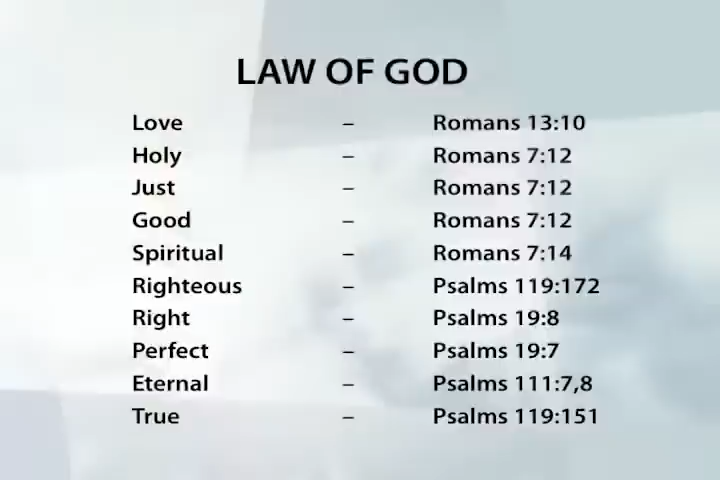 LAW OF GOD
Love – Romans 13:10
Holy – Romans 7:12
Just – Romans 7:12
Good – Romans 7:12
Spiritual – Romans 7:14
Righteous – Psalms 119:172
Right – Psalms 19:8
Perfect – Psalms 19:7
Eternal – Psalms 111:7,8
True – Psalms 119:151